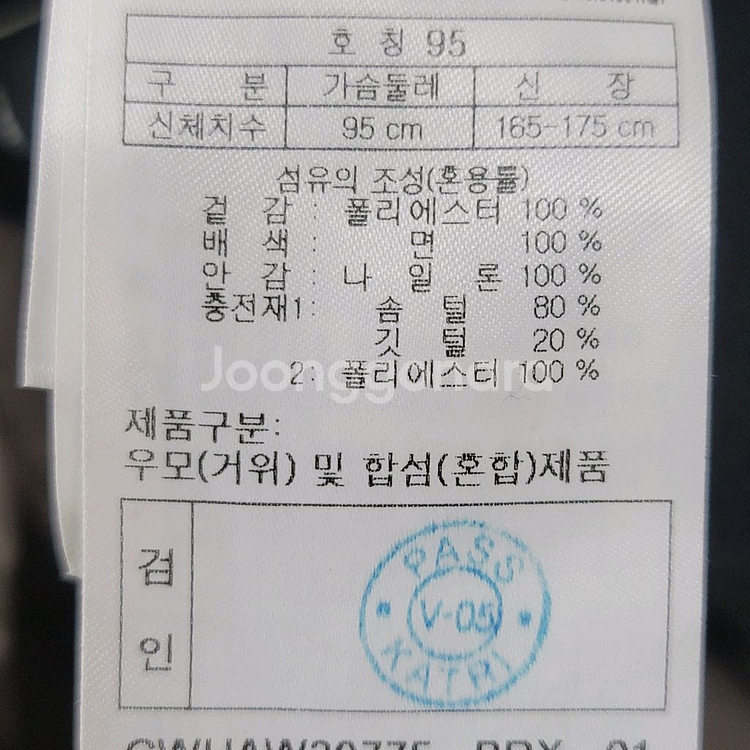 호 칭 95
구 분 가슴둘레 신 장
신체치수 95 cm 165-175 cm
섬유의 조성(혼용률)
겉 감 : 폴리에스터 100 %
배 색 : 면 100 %
안 감 : 나 일 론 100 %
충전재1: 솜 털 80 %
깃 털 20 %
2: 폴리에스터 100 %
Joonggonara
제품구분:
우모(거위) 및 합섬(혼합)제품
검
인
PASS
V-05
KATRI